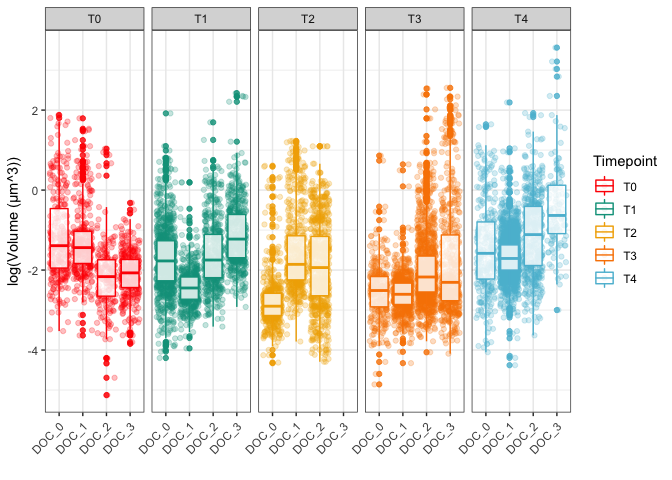 T0 T1 T2 T3 T4
log(Volume (µm^3))
2
0
-2
-4
DOC_0 DOC_1 DOC_2 DOC_3 DOC_0 DOC_1 DOC_2 DOC_3 DOC_0 DOC_1 DOC_2 DOC_3 DOC_0 DOC_1 DOC_2 DOC_3 DOC_0 DOC_1 DOC_2 DOC_3
Timepoint
T0
T1
T2
T3
T4